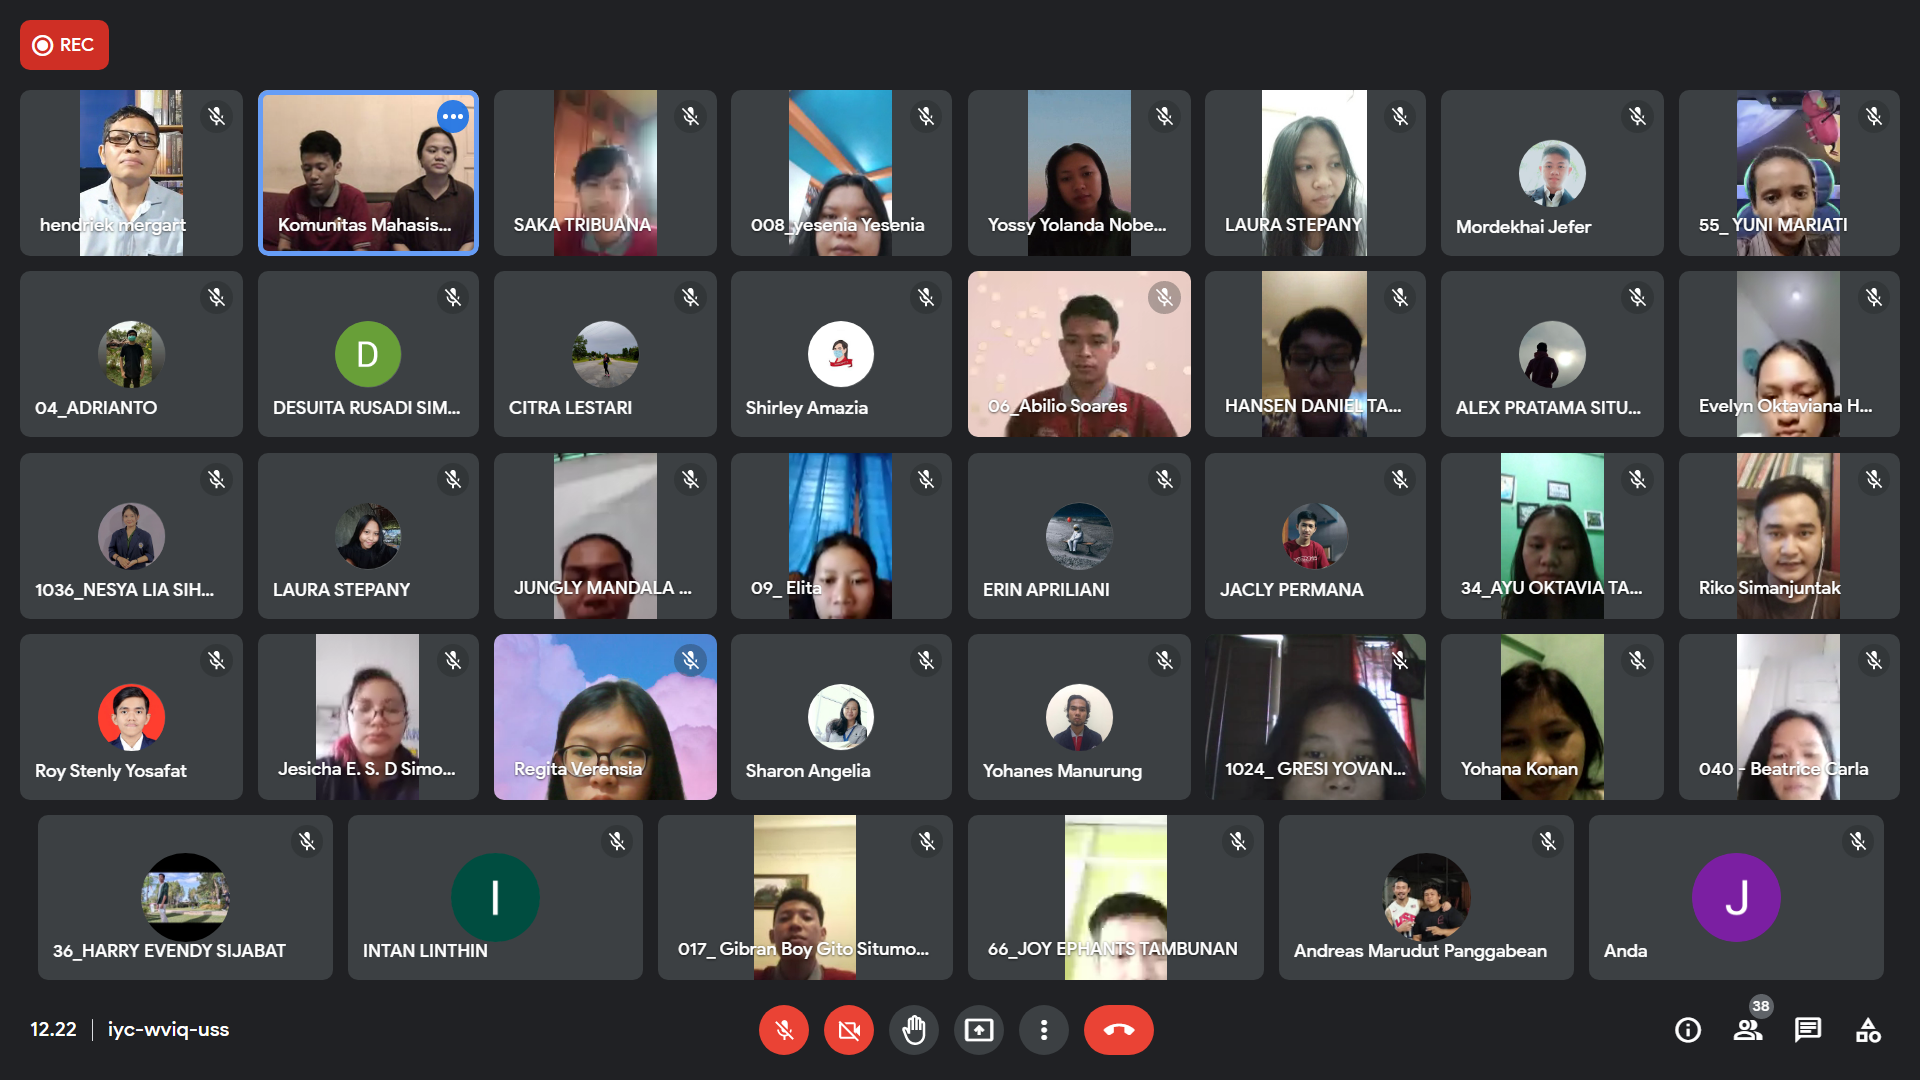 REC
hendriek mergart
Komunitas Mahasis...
SAKA TRIBUANA
008_yesenia Yesenia
Yossy Yolanda Nobe...
LAURA STEPANY
Mordekhai Jefer
55_ YUNI MARIATI
04_ADRIANTO
D
DESUITA RUSADI SIM...
CITRA LESTARI
Shirley Amazia
06_Abilio Soares
HANSEN DANIEL TA...
ALEX PRATAMA SITU...
Evelyn Oktaviana H...
1036_NESYA LIA SIH...
LAURA STEPANY
JUNGLY MANDALA ...
09_ Elita
ERIN APRILIANI
JACLY PERMANA
34_AYU OKTAVIA TA...
Riko Simanjuntak
Roy Stenly Yosafat
Jesicha E. S. D Simo...
Regita Verensia
Sharon Angelia
Yohanes Manurung
1024_ GRESI YOVAN...
Yohana Konan
040 - Beatrice Carla
36_HARRY EVENDY SIJABAT
I
INTAN LINTHIN
017_ Gibran Boy Gito Situmo...
66_JOY EPHANTS TAMBUNAN
Andreas Marudut Panggabean
J
Anda
12.22 | iyc-wviq-uss
38